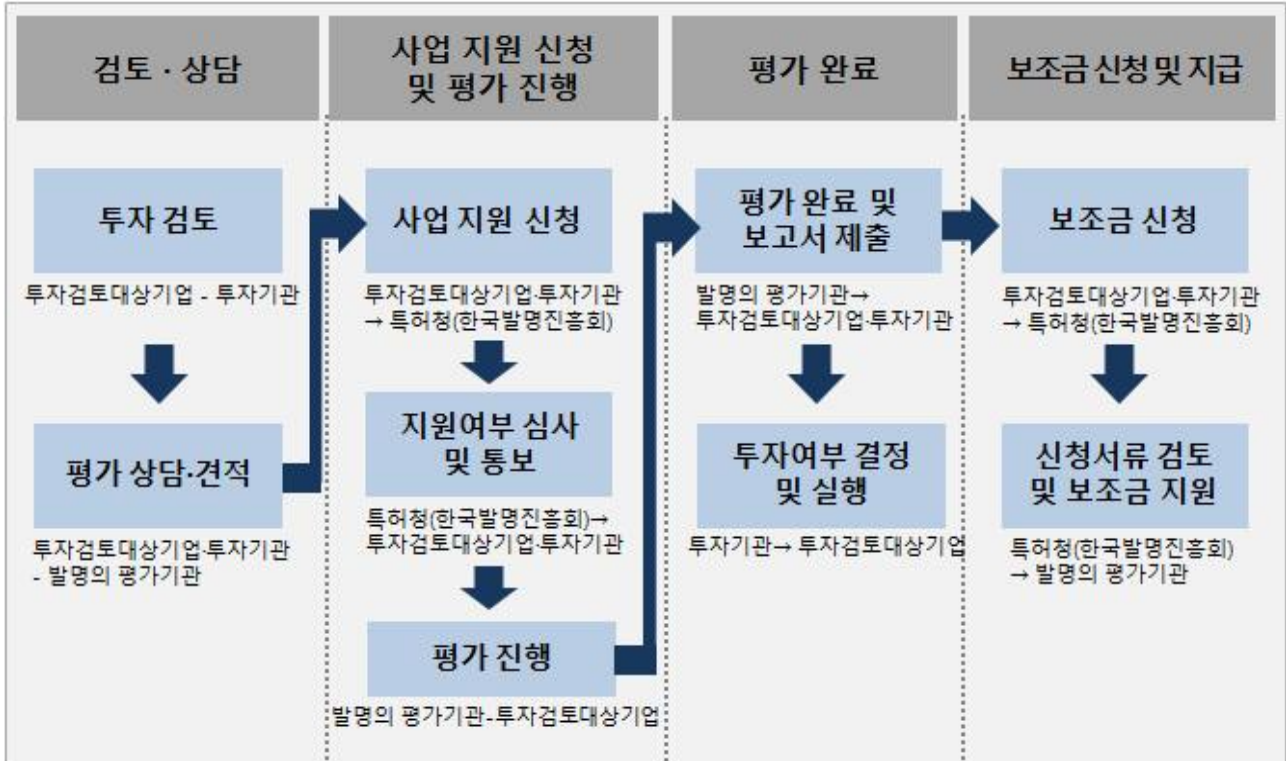 검토 · 상담
투자 검토
투자검토대상기업 - 투자기관
평가 상담·견적
투자검토대상기업·투자기관
- 발명의 평가기관
사업 지원 신청
및 평가 진행
사업 지원 신청
투자검토대상기업·투자기관
→ 특허청(한국발명진흥회)
지원여부 심사
및 통보
특허청(한국발명진흥회)→
투자검토대상기업·투자기관
평가 진행
발명의 평가기관-투자검토대상기업
평가 완료
평가 완료 및
보고서 제출
발명의 평가기관→
투자검토대상기업·투자기관
투자여부 결정
및 실행
투자기관→ 투자검토대상기업
보조금 신청 및 지급
보조금 신청
투자검토대상기업·투자기관
→ 특허청(한국발명진흥회)
신청서류 검토
및 보조금 지원
특허청(한국발명진흥회)
→ 발명의 평가기관